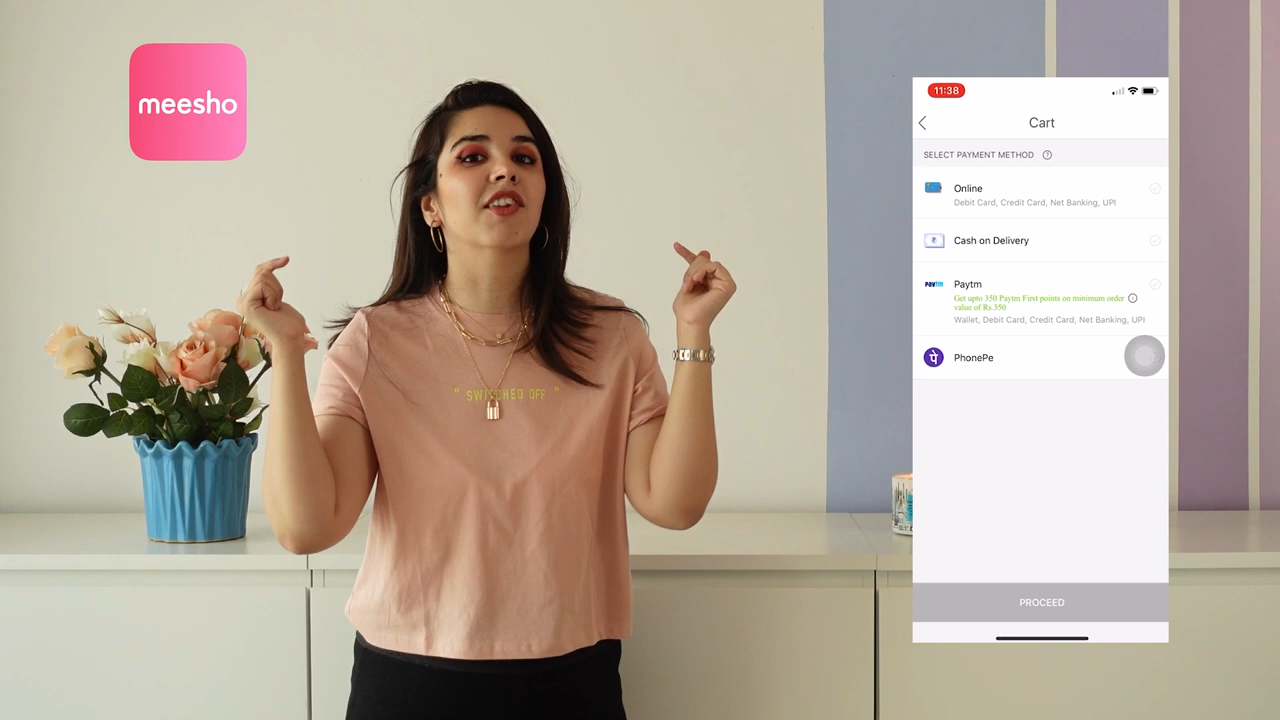 meesho
" SWITCHED OFF "
11:38
Cart
SELECT PAYMENT METHOD ?
Online
Debit Card, Credit Card, Net Banking, UPI
Cash on Delivery
Paytm
Paytm
Get upto 350 Paytm First points on minimum order
value of Rs.350
Wallet, Debit Card, Credit Card, Net Banking, UPI
पे
PhonePe
PROCEED